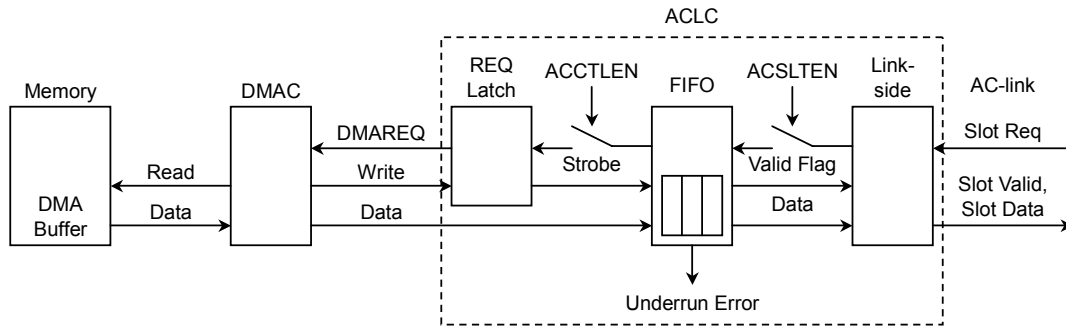 ACLC
Memory
DMAC
REQ
Latch
ACCTLEN
FIFO
ACSLTEN
Link-
side
AC-link
DMAREQ
Strobe
Valid Flag
Slot Req
Read
Write
DMA
Buffer
Data
Data
Data
Slot Valid,
Slot Data
Underrun Error